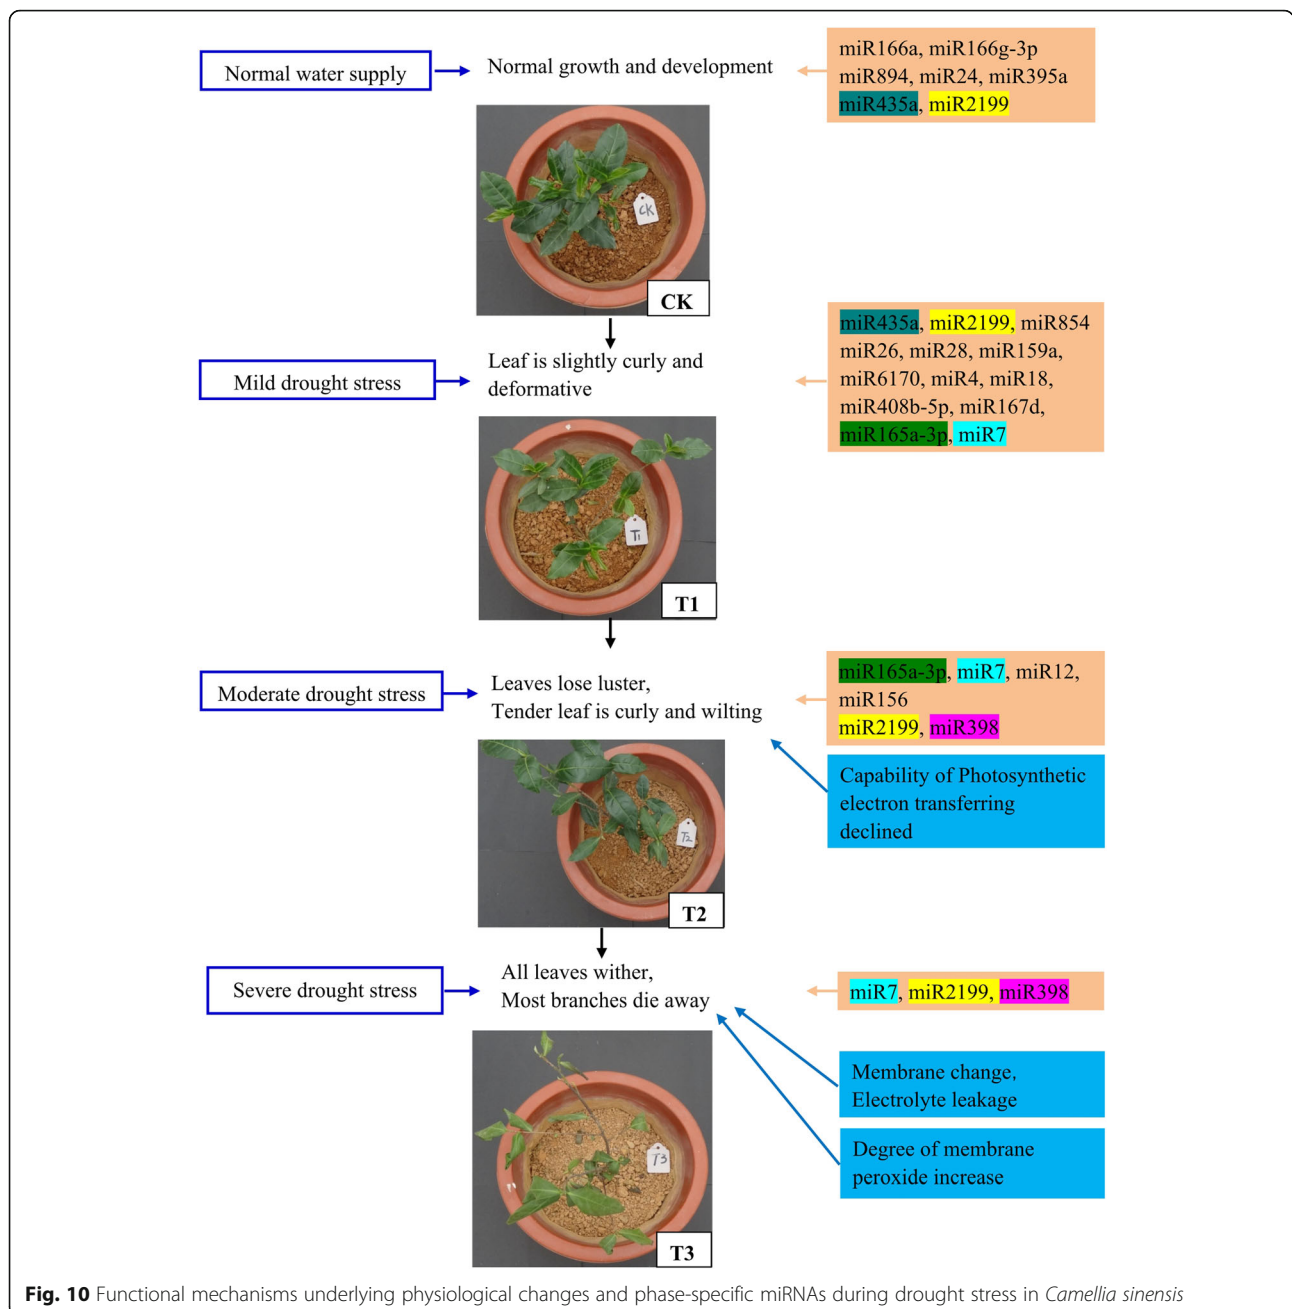 Normal water supply
Normal growth and development
miR166a, miR166g-3p
miR894, miR24, miR395a
miR435a, miR2199
CK
CK
Mild drought stress
Leaf is slightly curly and
deformative
miR435a, miR2199, miR854
miR26, miR28, miR159a,
miR6170, miR4, miR18,
miR408b-5p, miR167d,
miR165a-3p, miR7
T1
T1
Moderate drought stress
Leaves lose luster,
Tender leaf is curly and wilting
miR165a-3p, miR7, miR12,
miR156
miR2199, miR398
Capability of Photosynthetic
electron transferring
declined
T2
T2
Severe drought stress
All leaves wither,
Most branches die away
miR7, miR2199, miR398
Membrane change,
Electrolyte leakage
Degree of membrane
peroxide increase
T3
T3
Fig. 10 Functional mechanisms underlying physiological changes and phase-specific miRNAs during drought stress in Camellia sinensis